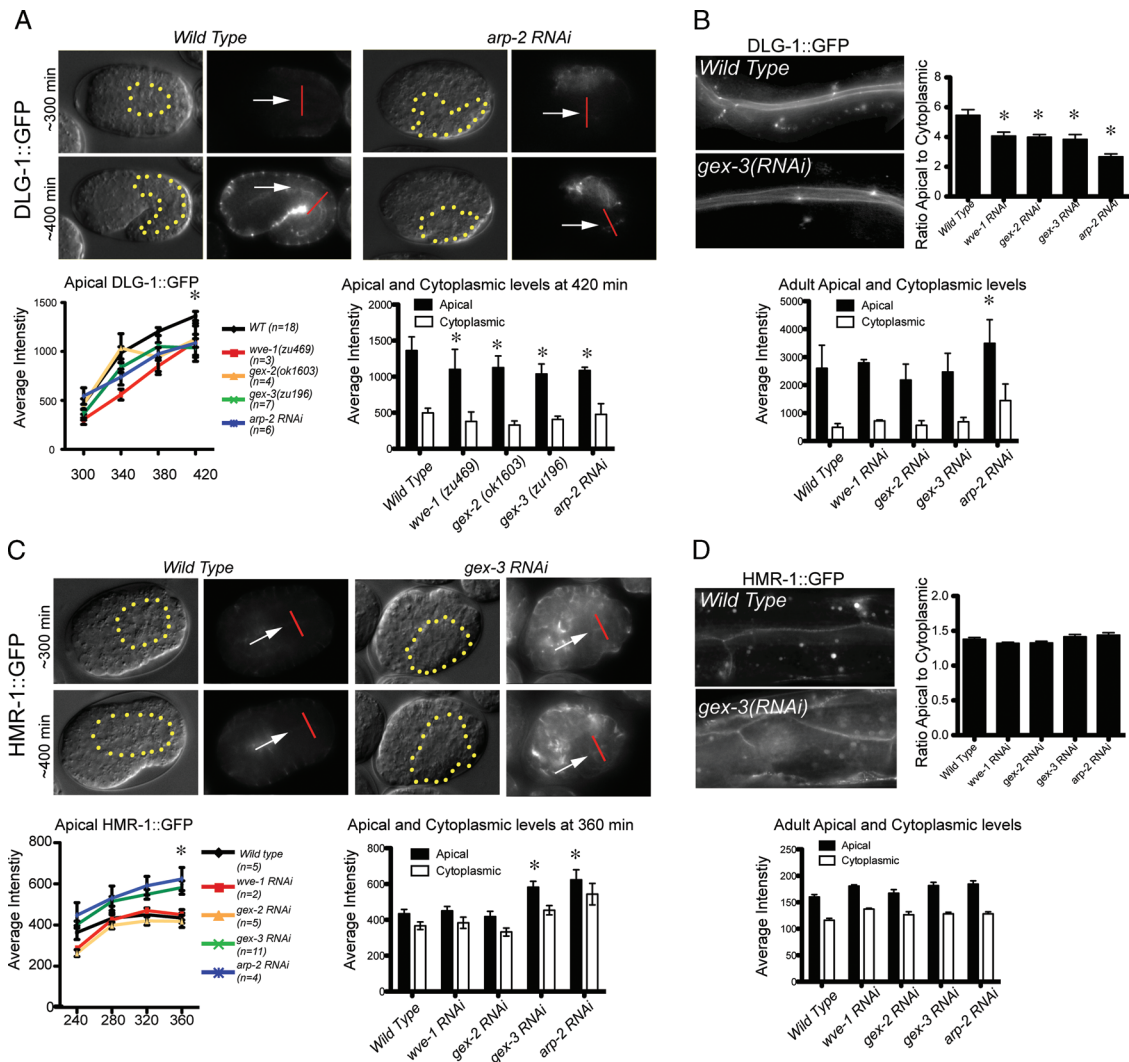 A
Wild Type
arp-2 RNAi
DLG-1::GFP
~300 min
~400 min
Apical DLG-1::GFP
Average Intenstiy
1500
1000
500
0
300 340 380 420
*
WT (n=18)
wve-1(zu469)
(n=3)
gex-2(ok1603)
(n=4)
gex-3(zu196)
(n=7)
arp-2 RNAi
(n=6)
Apical and Cytoplasmic levels at 420 min
Apical
Cytoplasmic
Average Intenstiy
2000
1500
1000
500
0
* * * *
Wild Type
wve-1 (zu469)
gex-2 (ok1603)
gex-3 (zu196)
arp-2 RNAi
B
DLG-1::GFP
Wild Type
gex-3(RNAi)
Ratio Apical to Cytoplasmic
8
6
4
2
0
* * * *
Wild Type
wve-1 RNAi
gex-2 RNAi
gex-3 RNAi
arp-2 RNAi
Adult Apical and Cytoplasmic levels
Apical
Cytoplasmic
Average Intenstiy
5000
4000
3000
2000
1000
0
*
Wild Type
wve-1 RNAi
gex-2 RNAi
gex-3 RNAi
arp-2 RNAi
C
Wild Type
gex-3 RNAi
HMR-1::GFP
~300 min
~400 min
Apical HMR-1::GFP
Average Intenstiy
800
600
400
200
0
240 280 320 360
*
Wild type
(n=5)
wve-1 RNAi
(n=2)
gex-2 RNAi
(n=5)
gex-3 RNAi
(n=11)
arp-2 RNAi
(n=4)
Apical and Cytoplasmic levels at 360 min
Apical
Cytoplasmic
Average Intenstiy
800
600
400
200
0
* *
Wild Type
wve-1 RNAi
gex-2 RNAi
gex-3 RNAi
arp-2 RNAi
D
HMR-1::GFP
Wild Type
gex-3(RNAi)
Ratio Apical to Cytoplasmic
2.0
1.5
1.0
0.5
0.0
Wild Type
wve-1 RNAi
gex-2 RNAi
gex-3 RNAi
arp-2 RNAi
Adult Apical and Cytoplasmic levels
Apical
Cytoplasmic
Average Intenstiy
200
150
100
50
0
Wild Type
wve-1 RNAi
gex-2 RNAi
gex-3 RNAi
arp-2 RNAi